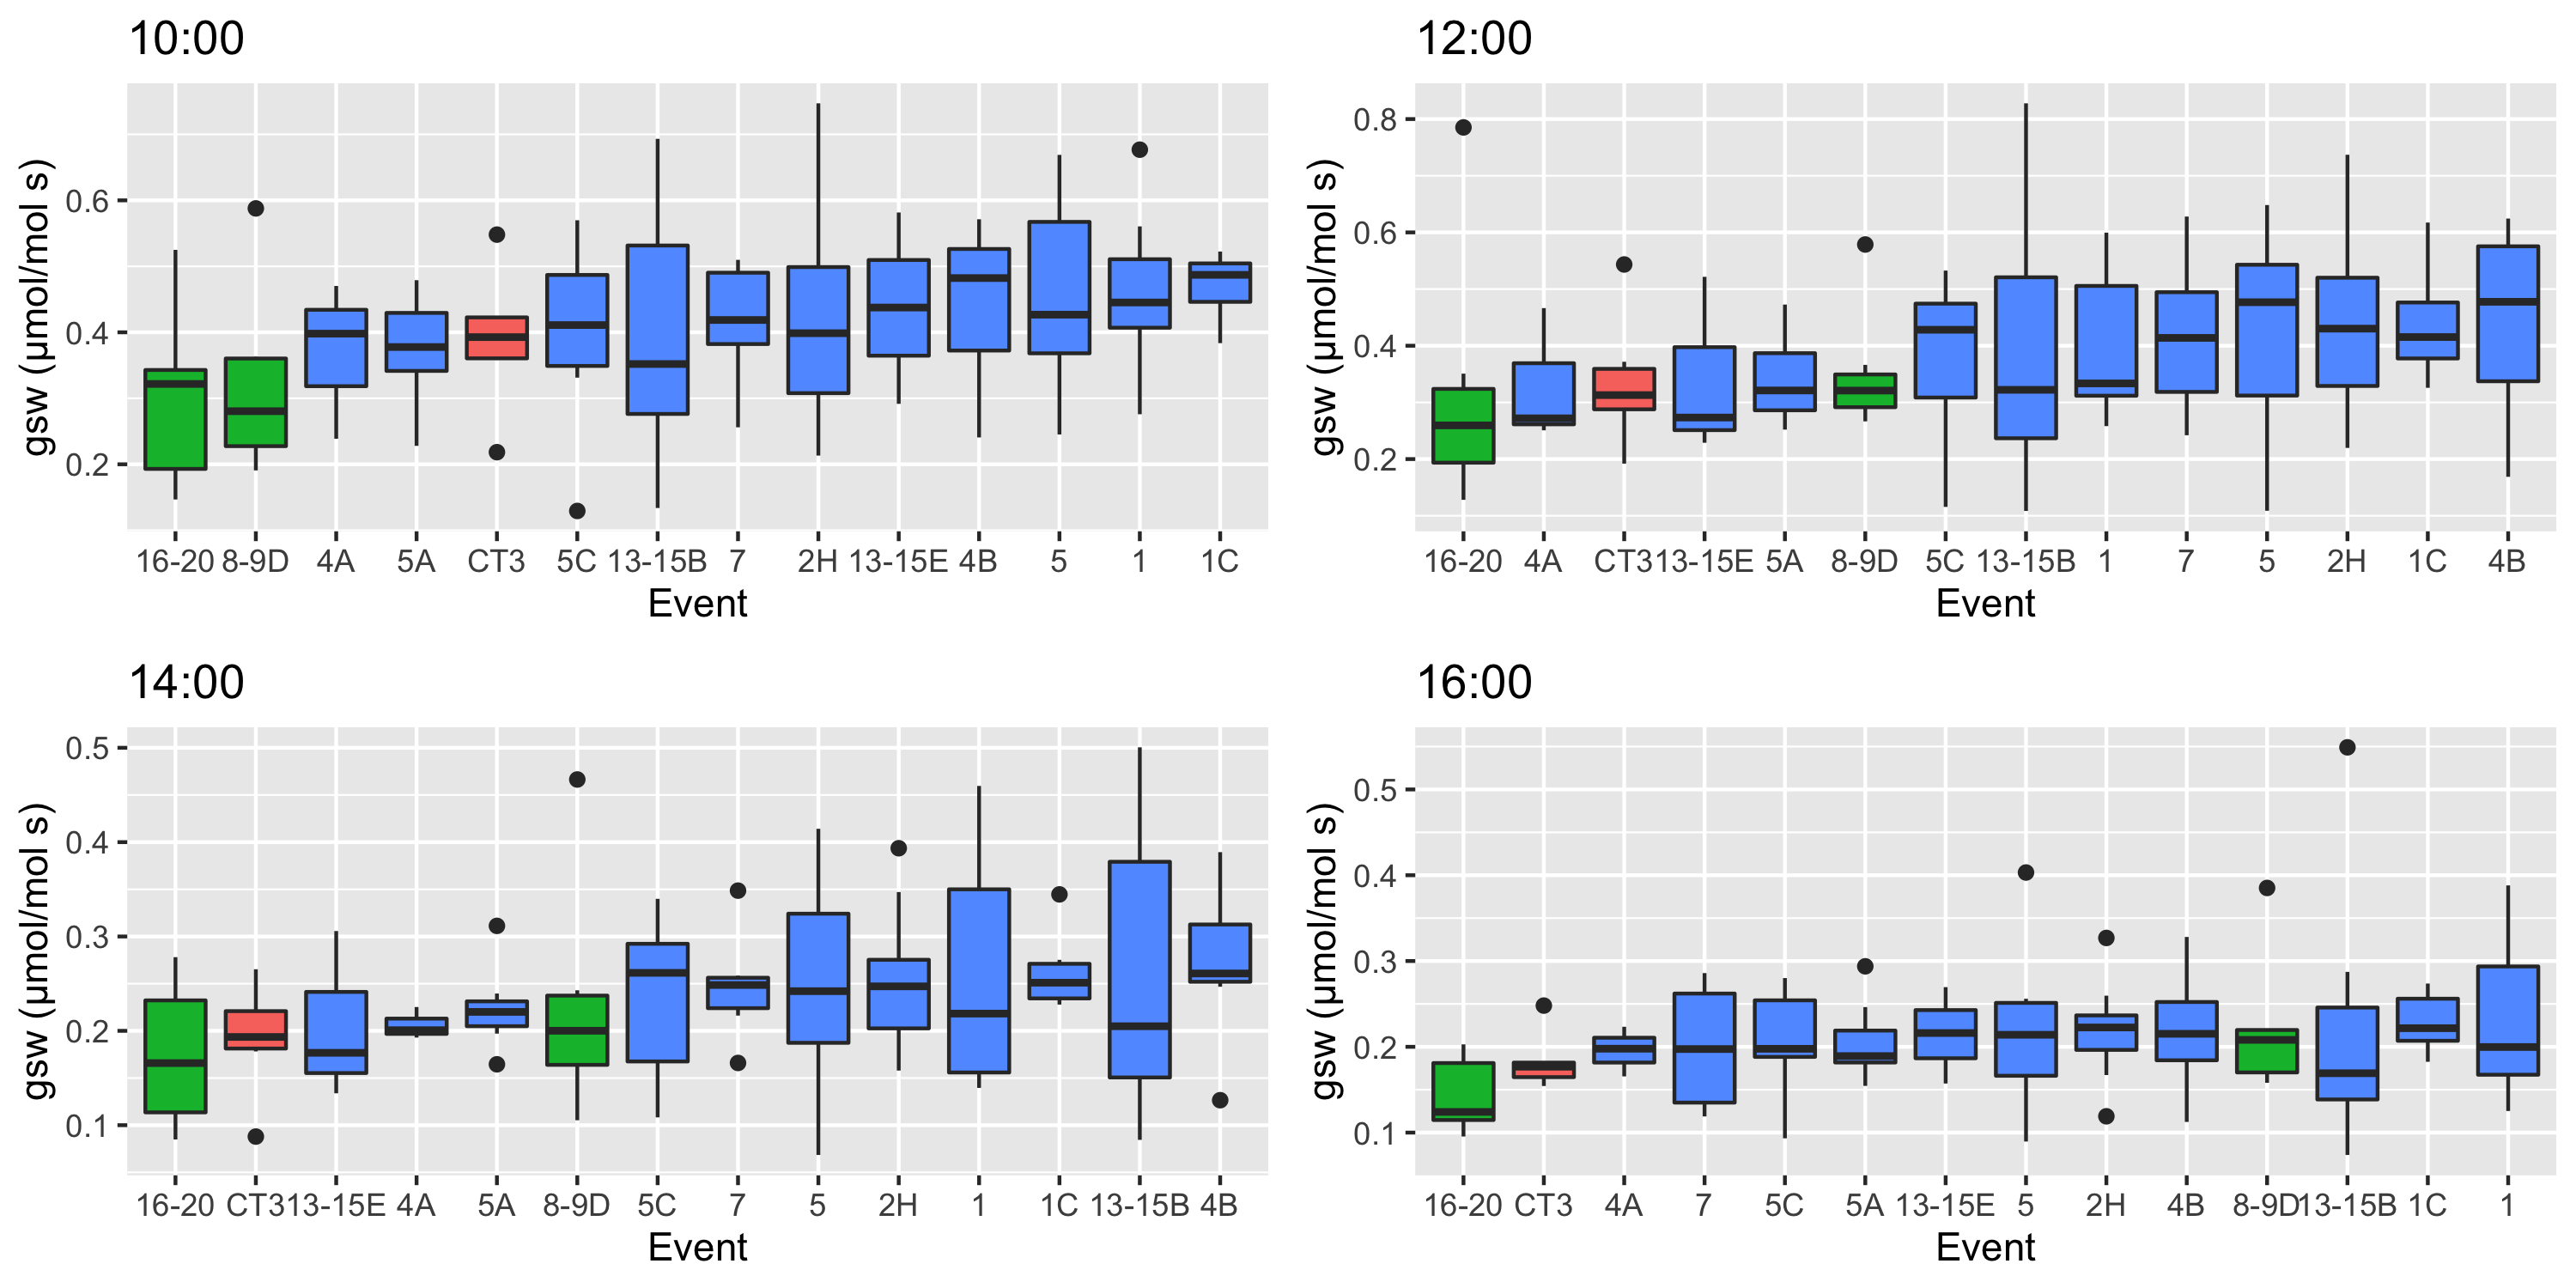 10:00
gsw (µmol/mol s)
0.6
0.4
0.2
16-20 8-9D 4A 5A CT3 5C 13-15B 7 2H 13-15E 4B 5 1 1C
Event
12:00
gsw (µmol/mol s)
0.8
0.6
0.4
0.2
16-20 4A CT3 13-15E 5A 8-9D 5C 13-15B 1 7 5 2H 1C 4B
Event
14:00
gsw (µmol/mol s)
0.5
0.4
0.3
0.2
0.1
16-20 CT3 13-15E 4A 5A 8-9D 5C 7 5 2H 1 1C 13-15B 4B
Event
16:00
gsw (µmol/mol s)
0.5
0.4
0.3
0.2
0.1
16-20 CT3 4A 7 5C 5A 13-15E 5 2H 4B 8-9D 13-15B 1C 1
Event